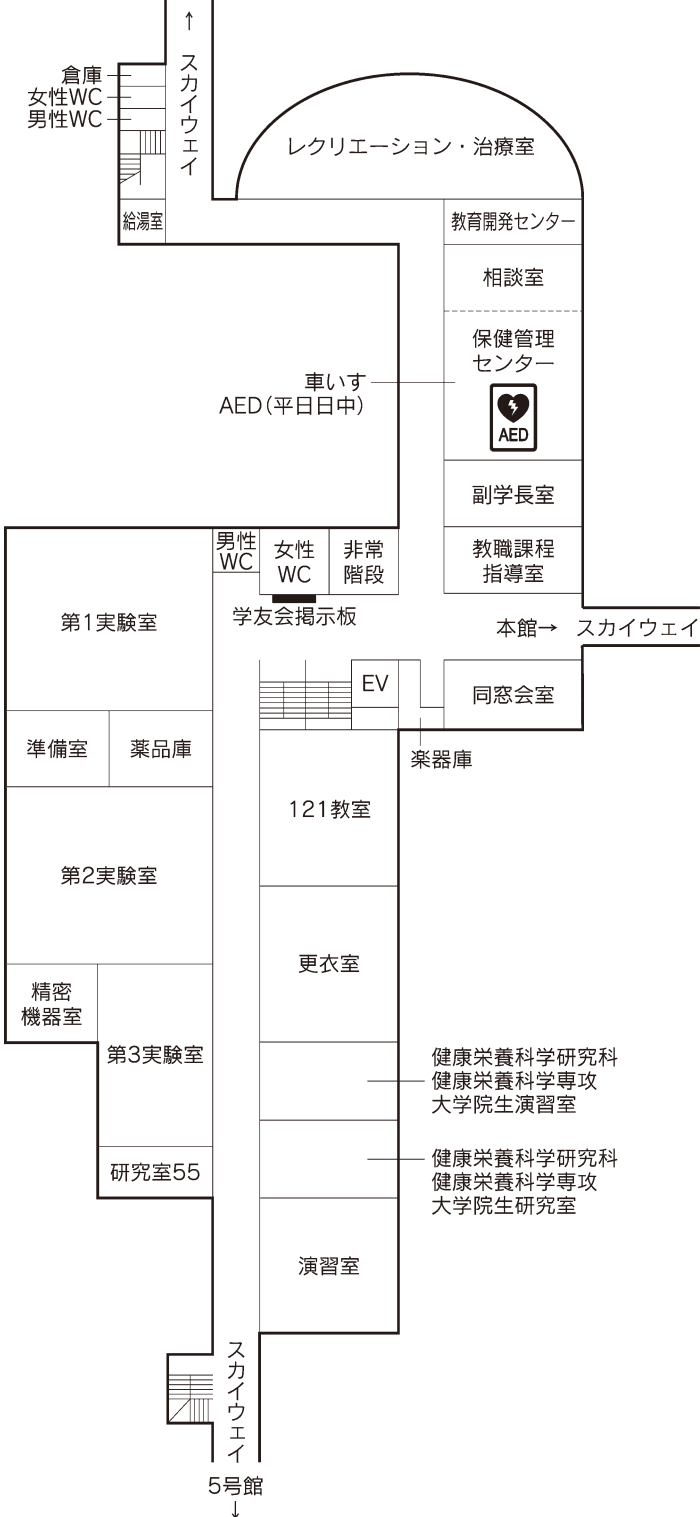 ↑
スカイウェイ
倉庫
女性WC
男性WC
レクリエーション・治療室
給湯室
教育開発センター
相談室
保健管理
センター
車いす
AED(平日日中)
AED
副学長室
男性
WC
女性
WC
非常
階段
教職課程
指導室
第1実験室
学友会掲示板
本館→ スカイウェイ
EV
同窓会室
準備室
薬品庫
楽器庫
121教室
第2実験室
更衣室
精密
機器室
第3実験室
健康栄養科学研究科
健康栄養科学専攻
大学院生演習室
研究室55
健康栄養科学研究科
健康栄養科学専攻
大学院生研究室
演習室
スカイウェイ
5号館
↓